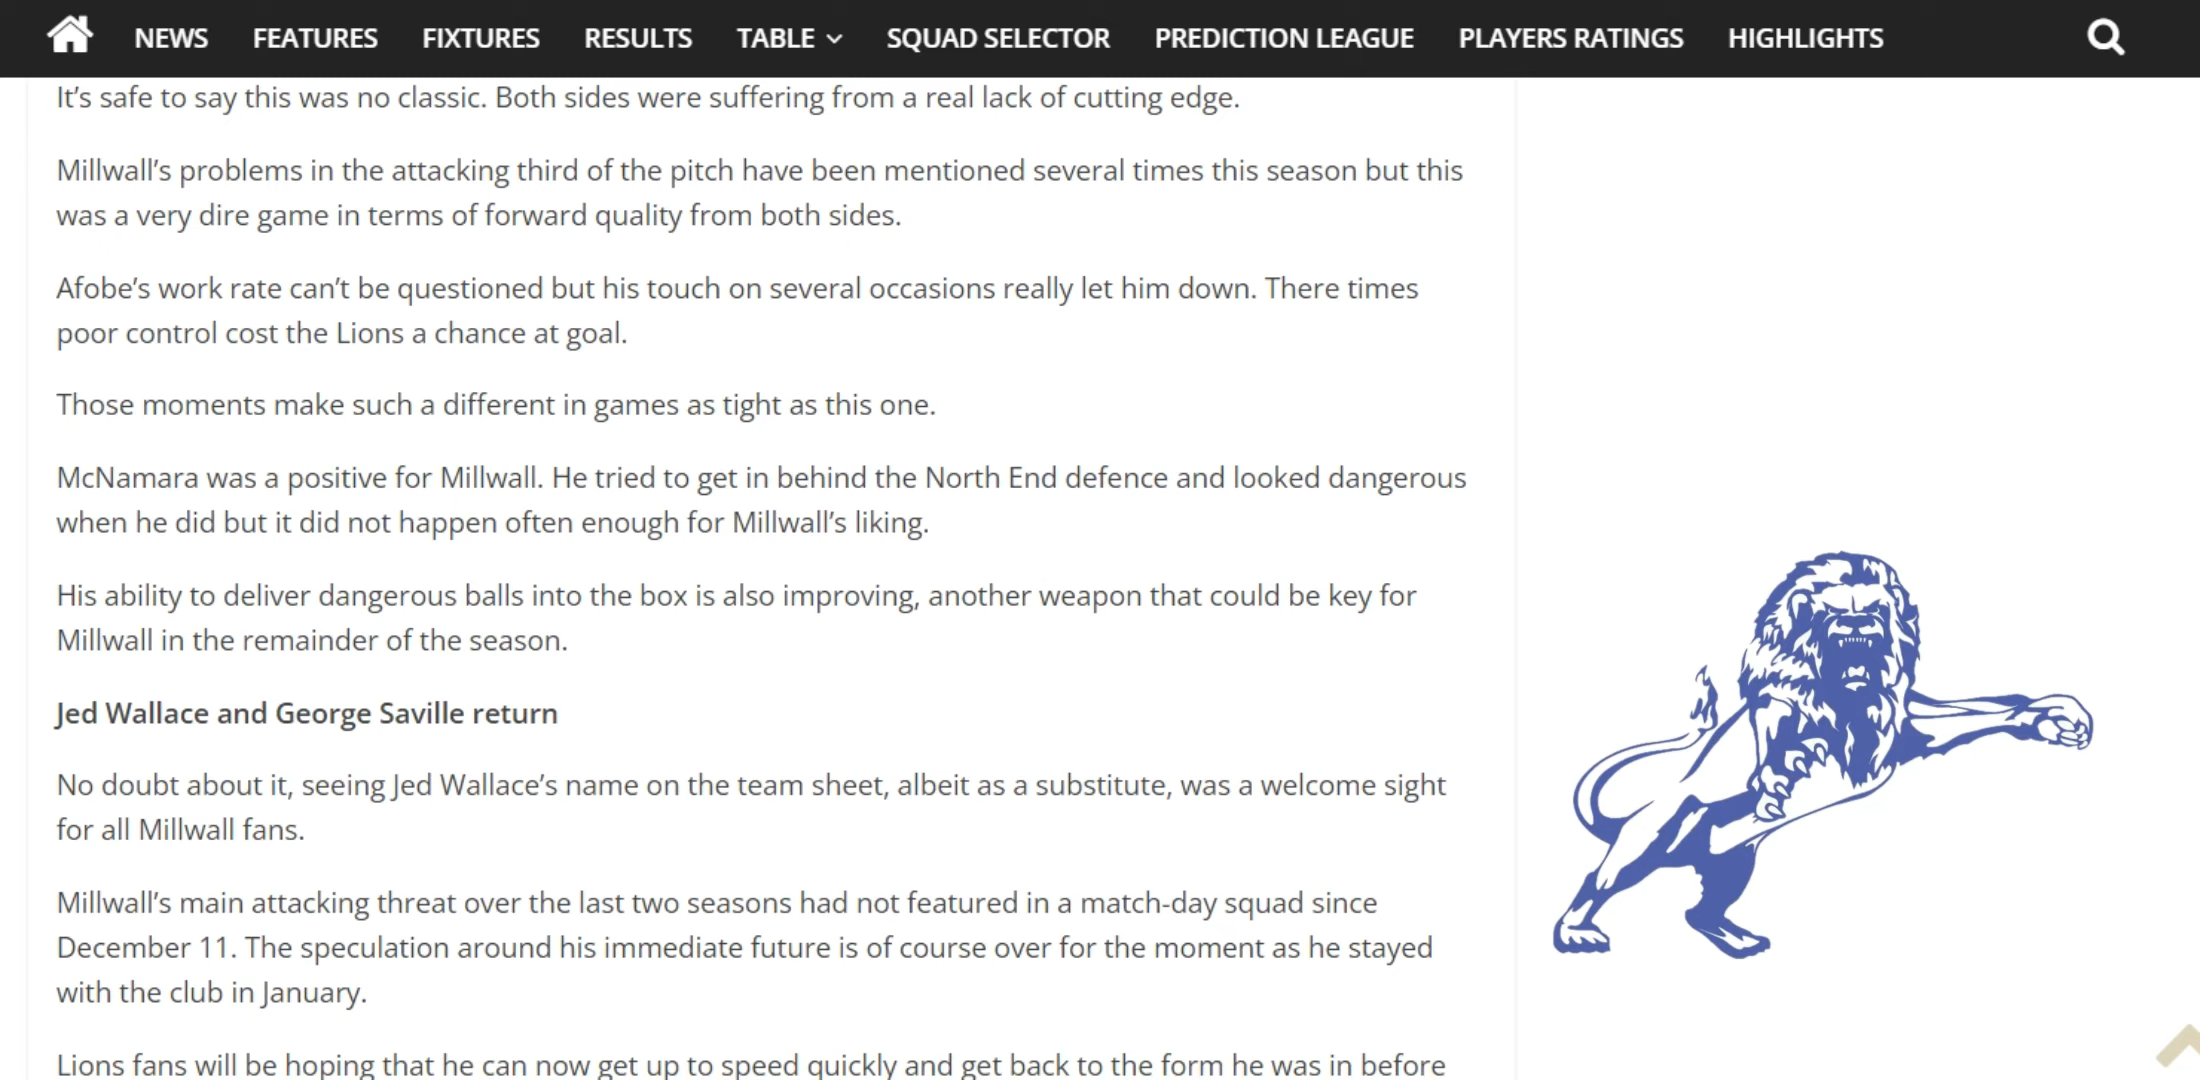 NEWS FEATURES FIXTURES RESULTS TABLE SQUAD SELECTOR PREDICTION LEAGUE PLAYERS RATINGS HIGHLIGHTS
It’s safe to say this was no classic. Both sides were suffering from a real lack of cutting edge.
Millwall’s problems in the attacking third of the pitch have been mentioned several times this season but this
was a very dire game in terms of forward quality from both sides.
Afobe’s work rate can’t be questioned but his touch on several occasions really let him down. There times
poor control cost the Lions a chance at goal.
Those moments make such a different in games as tight as this one.
McNamara was a positive for Millwall. He tried to get in behind the North End defence and looked dangerous
when he did but it did not happen often enough for Millwall’s liking.
His ability to deliver dangerous balls into the box is also improving, another weapon that could be key for
Millwall in the remainder of the season.
Jed Wallace and George Saville return
No doubt about it, seeing Jed Wallace’s name on the team sheet, albeit as a substitute, was a welcome sight
for all Millwall fans.
Millwall’s main attacking threat over the last two seasons had not featured in a match-day squad since
December 11. The speculation around his immediate future is of course over for the moment as he stayed
with the club in January.
Lions fans will be hoping that he can now get up to speed quickly and get back to the form he was in before